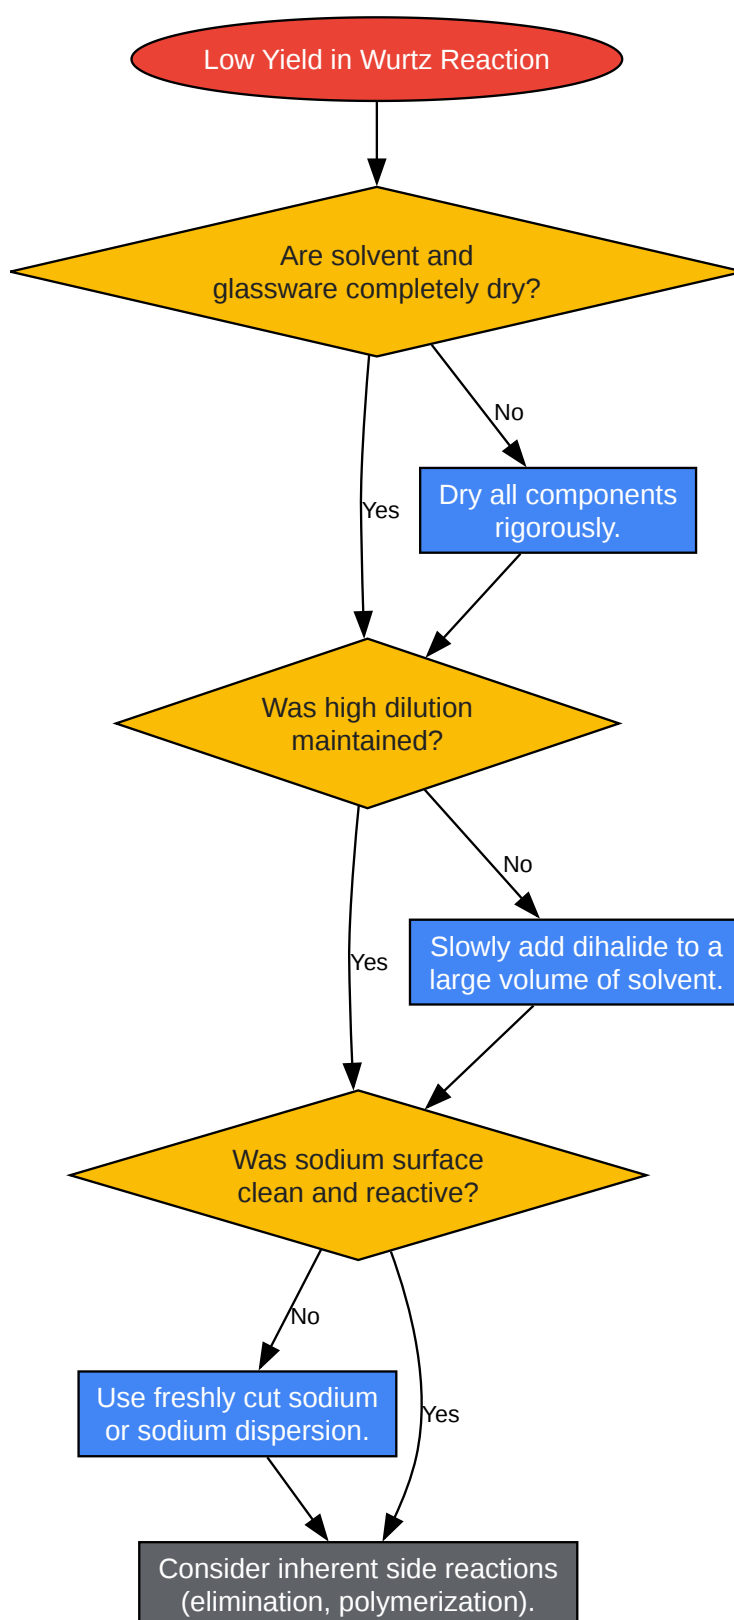 Low Yield in Wurtz Reaction
Are solvent and
glassware completely dry?
No
Yes
Dry all components
rigorously.
Was high dilution
maintained?
No
Yes
Slowly add dihalide to a
large volume of solvent.
Was sodium surface
clean and reactive?
No
Yes
Use freshly cut sodium
or sodium dispersion.
Consider inherent side reactions
(elimination, polymerization).